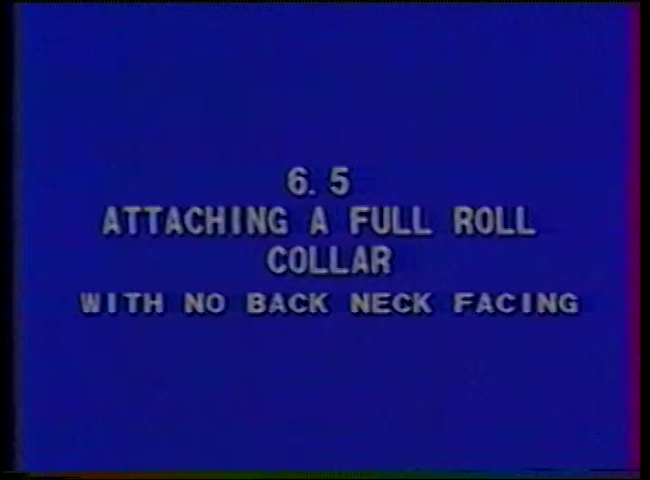 6.5
ATTACHING A FULL ROLL
COLLAR
WITH NO BACK NECK FACING